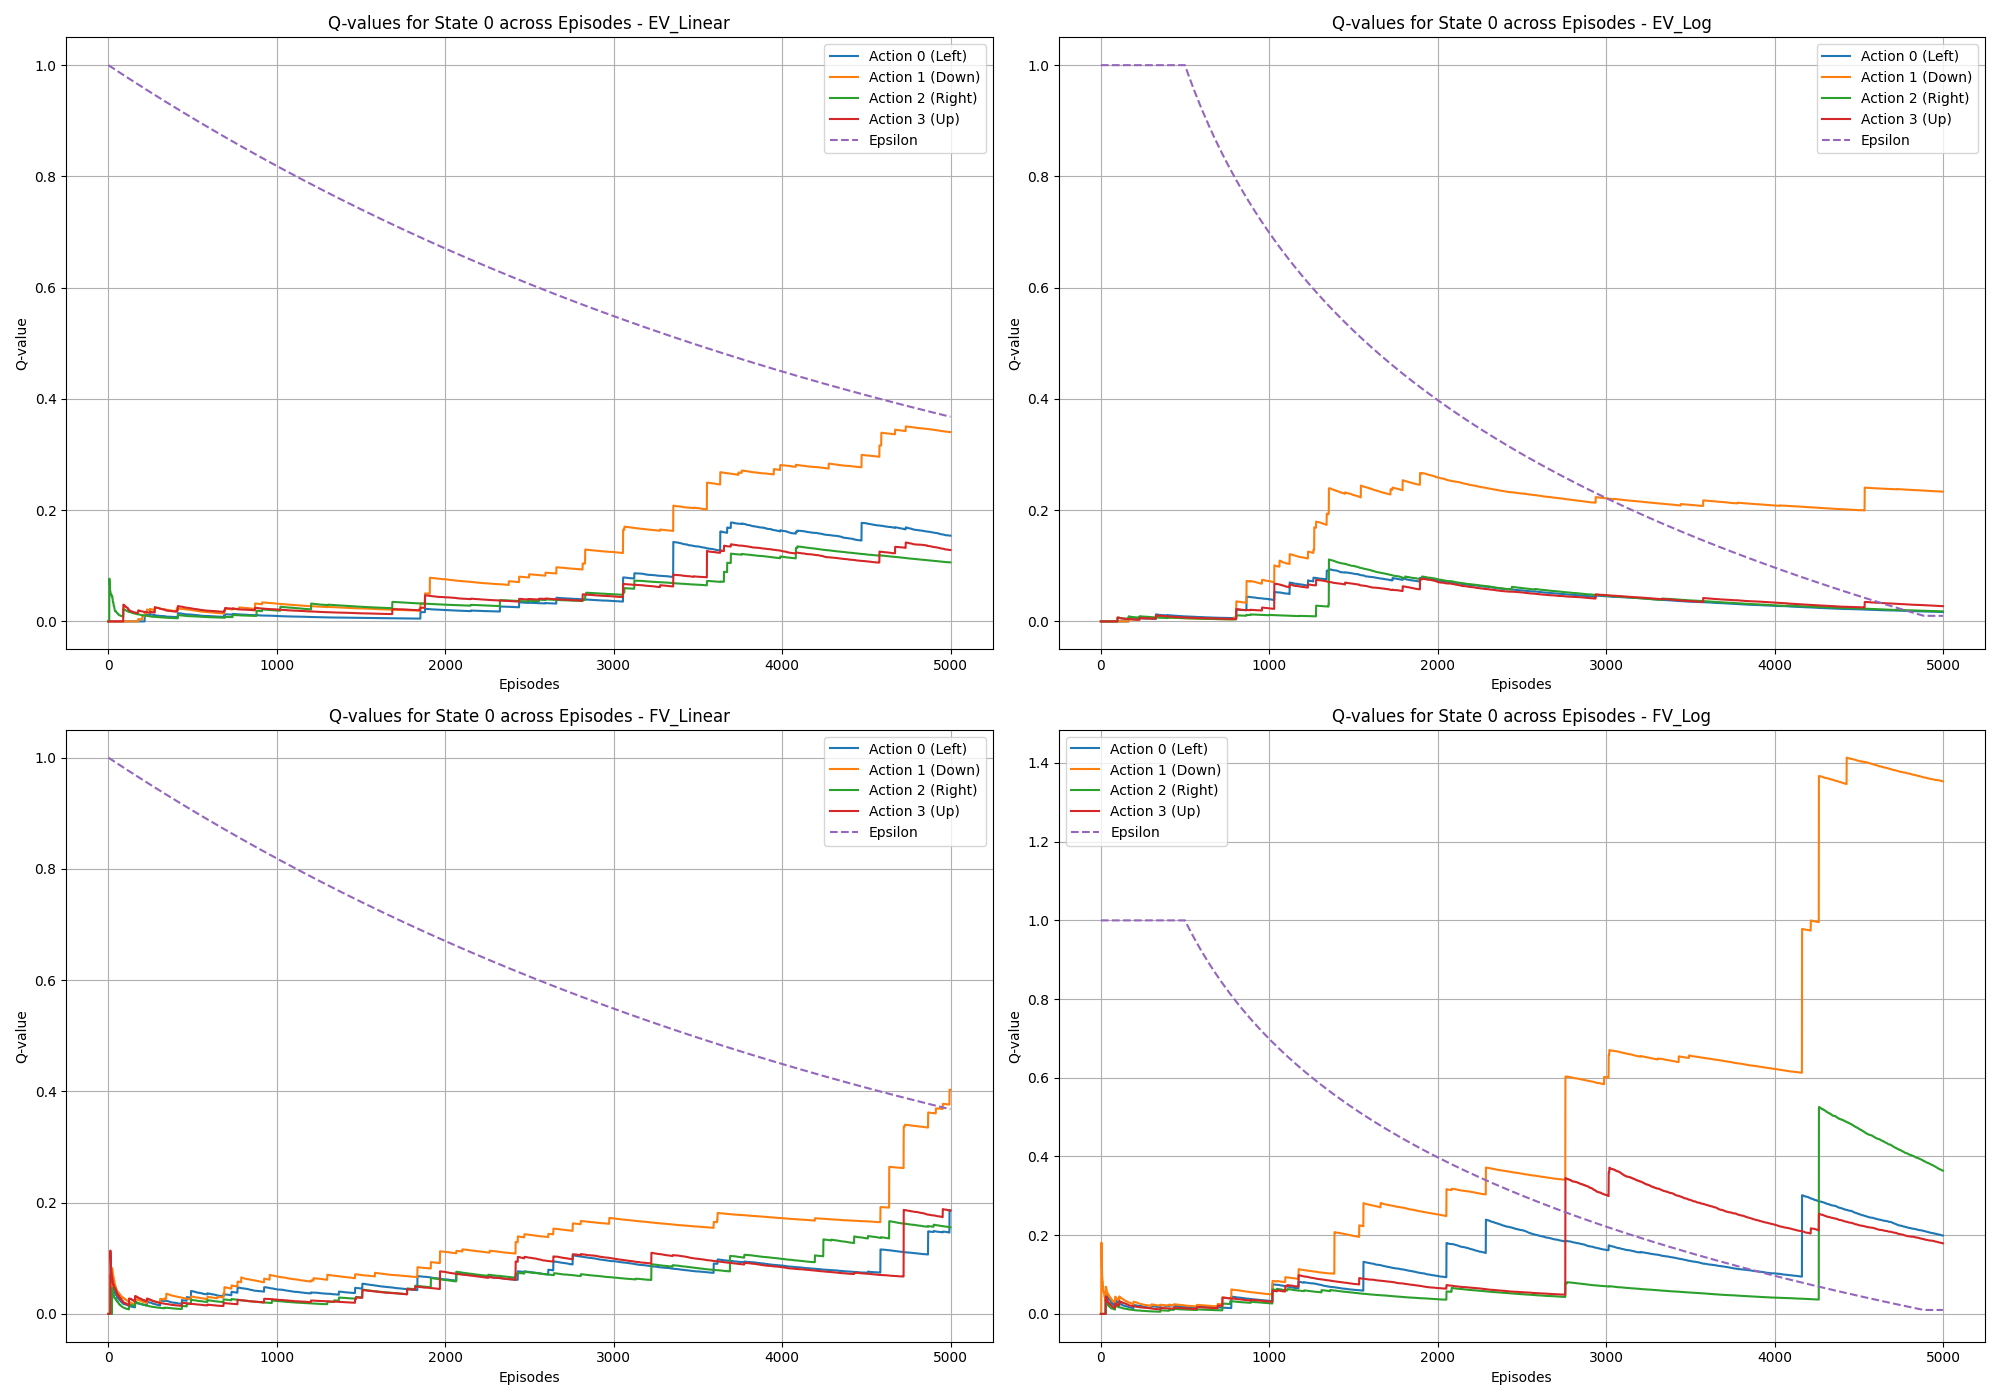 Q-values for State 0 across Episodes - EV_Linear
1.0
0.8
0.6
0.4
0.2
0.0
Q-value
0 1000 2000 3000 4000 5000
Episodes
Action 0 (Left)
Action 1 (Down)
Action 2 (Right)
Action 3 (Up)
Epsilon
Q-values for State 0 across Episodes - EV_Log
1.0
0.8
0.6
0.4
0.2
0.0
Q-value
0 1000 2000 3000 4000 5000
Episodes
Action 0 (Left)
Action 1 (Down)
Action 2 (Right)
Action 3 (Up)
Epsilon
Q-values for State 0 across Episodes - FV_Linear
1.0
0.8
0.6
0.4
0.2
0.0
Q-value
0 1000 2000 3000 4000 5000
Episodes
Action 0 (Left)
Action 1 (Down)
Action 2 (Right)
Action 3 (Up)
Epsilon
Q-values for State 0 across Episodes - FV_Log
1.4
1.2
1.0
0.8
0.6
0.4
0.2
0.0
Q-value
0 1000 2000 3000 4000 5000
Episodes
Action 0 (Left)
Action 1 (Down)
Action 2 (Right)
Action 3 (Up)
Epsilon